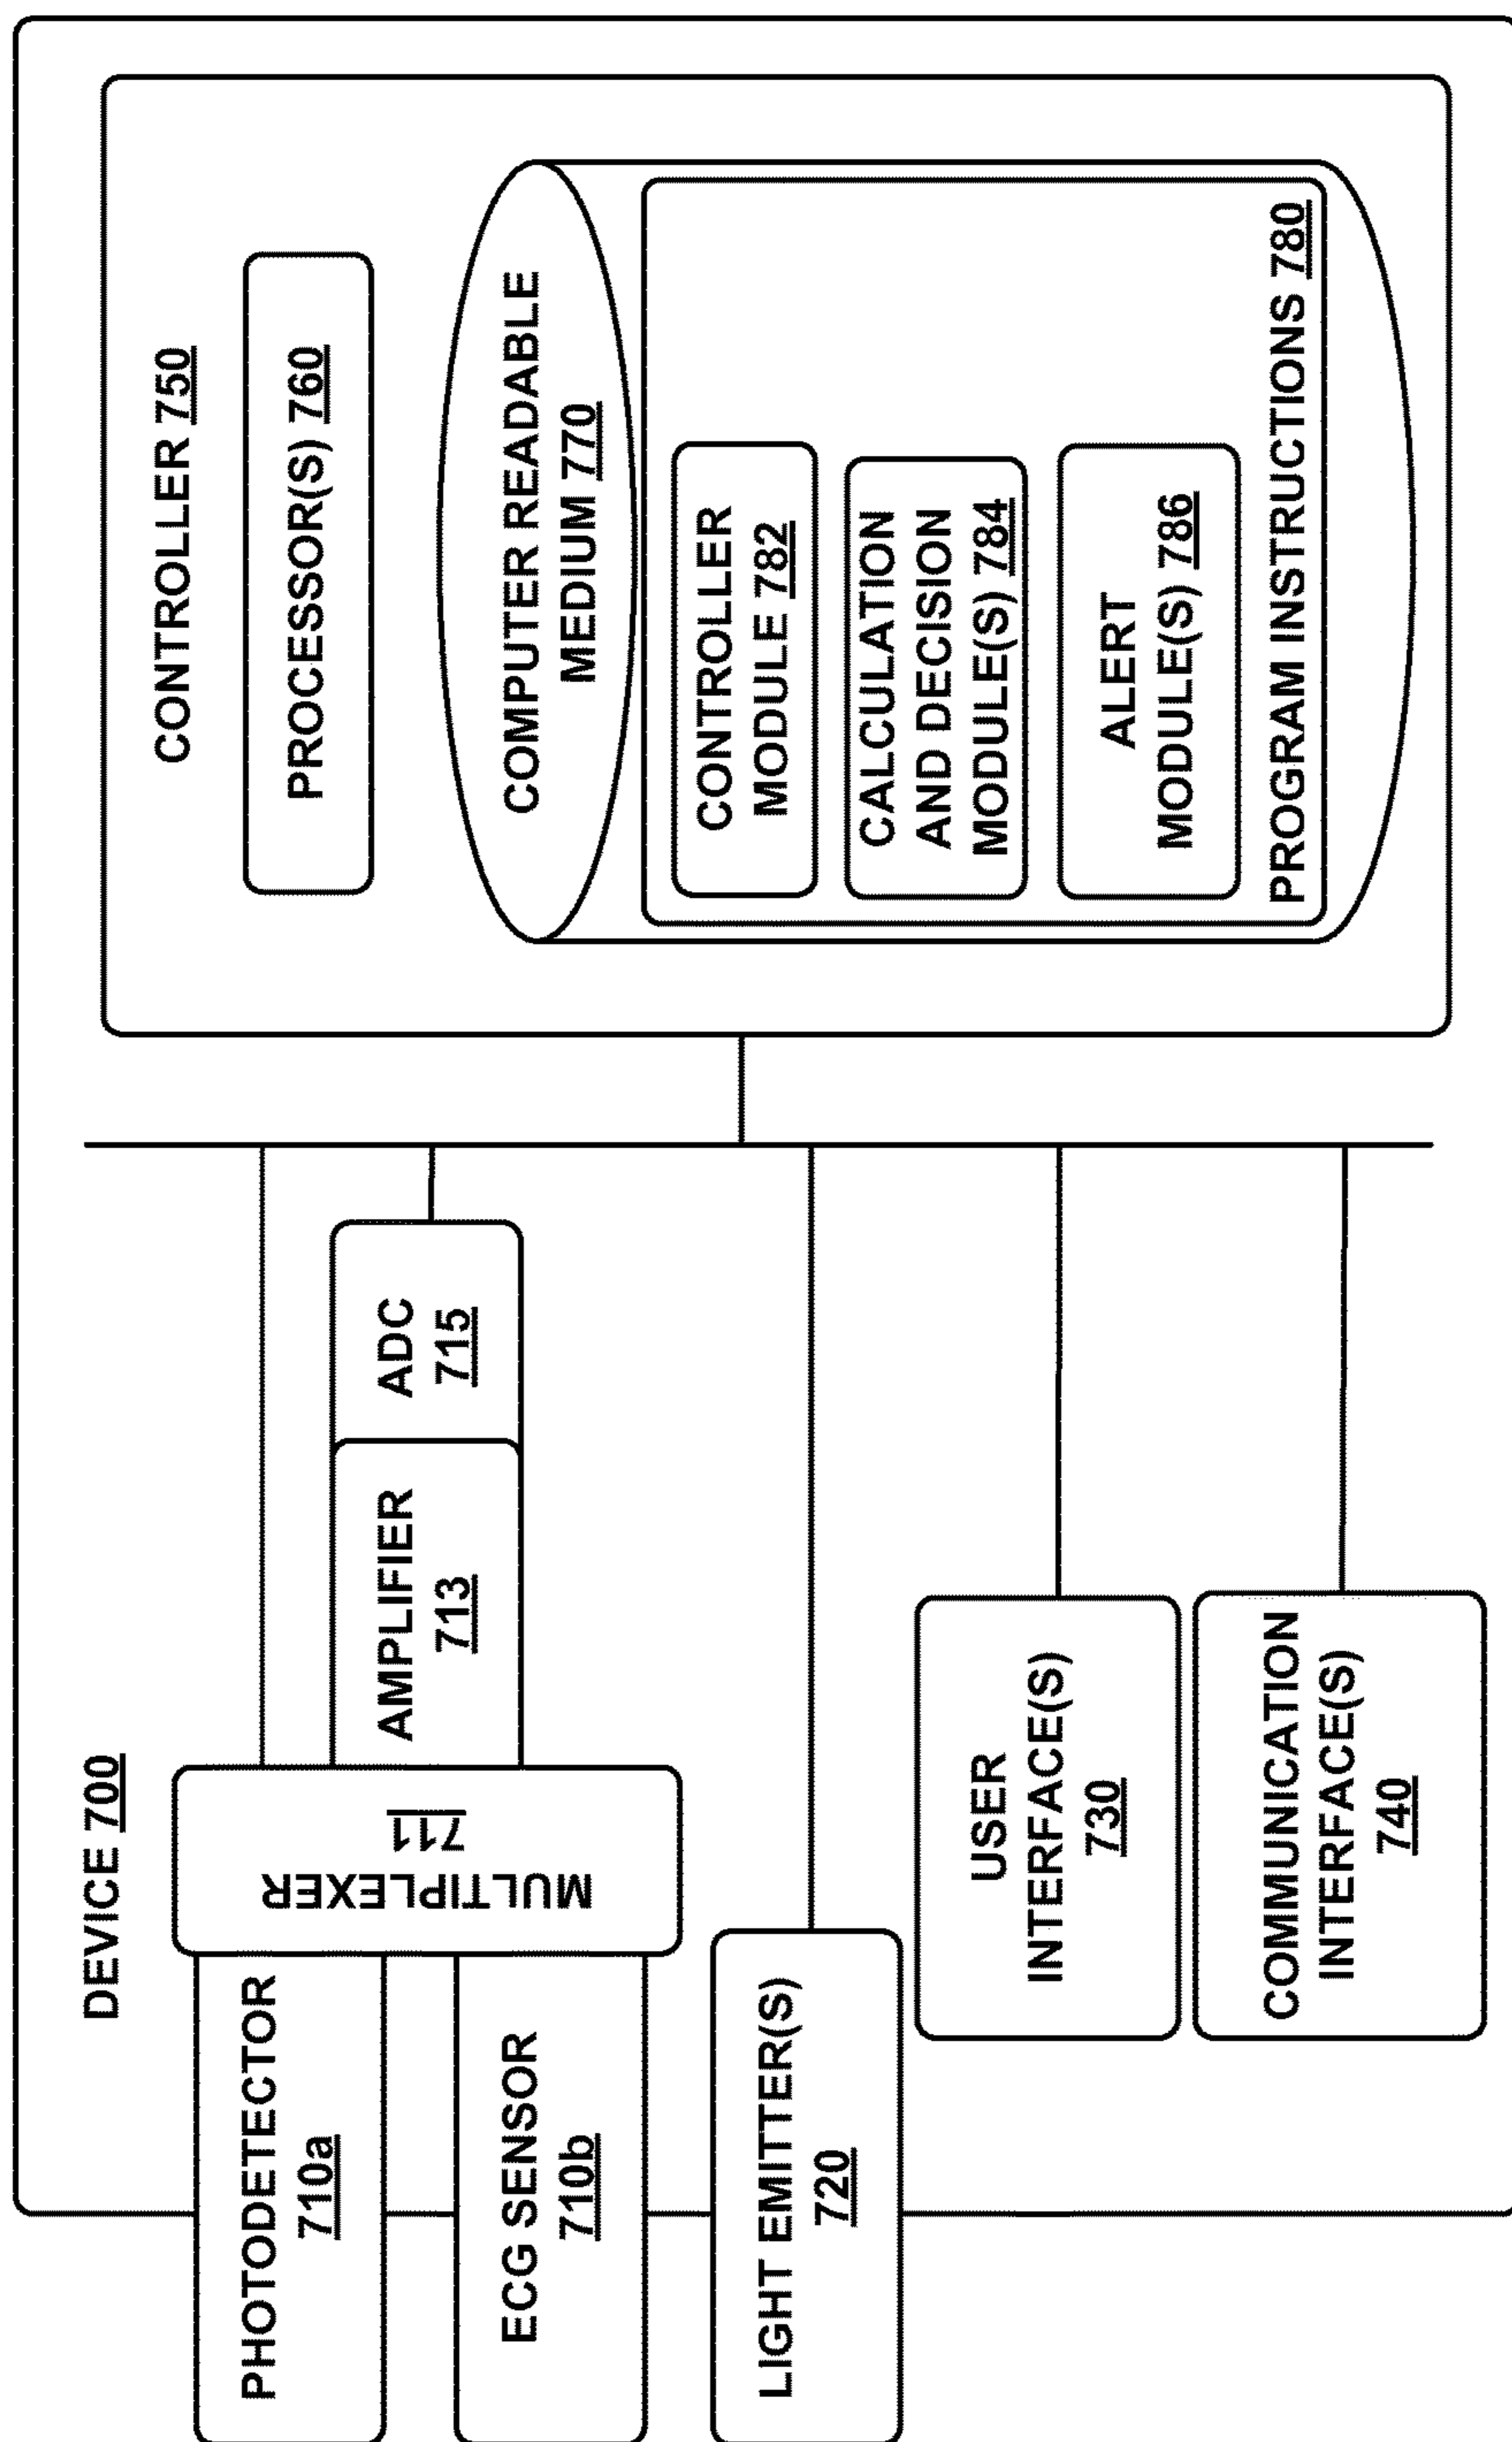 DEVICE 700
PHOTODETECTOR
710a
ECG SENSOR
710b
MULTIPLEXER
711
AMPLIFIER
713
ADC
715
LIGHT EMITTER(S)
720
USER
INTERFACE(S)
730
COMMUNICATION
INTERFACE(S)
740
CONTROLLER 750
PROCESSOR(S) 760
COMPUTER READABLE
MEDIUM 770
CONTROLLER
MODULE 782
CALCULATION
AND DECISION
MODULE(S) 784
ALERT
MODULE(S) 786
PROGRAM INSTRUCTIONS 780